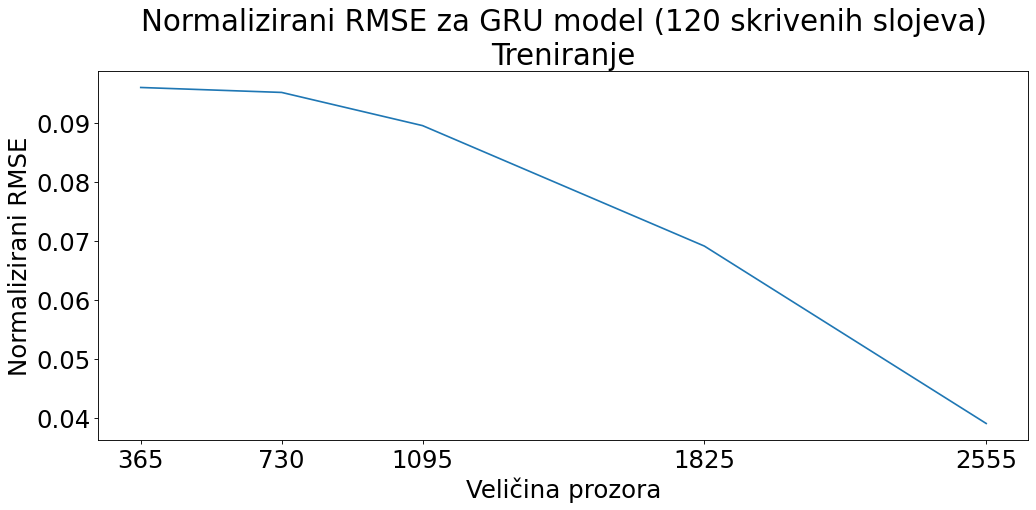 Normalizirani RMSE za GRU model (120 skrivenih slojeva)
Treniranje
Normalizirani RMSE
0.09
0.08
0.07
0.06
0.05
0.04
365 730 1095 1825 2555
Veličina prozora